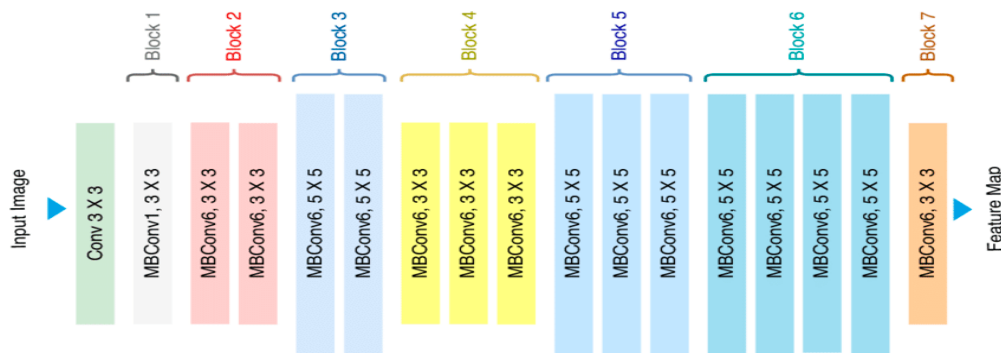 Block 1
Block 2
Block 3
Block 4
Block 5
Block 6
Block 7
Input Image
Conv 3 X 3
MBConv1, 3 X 3
MBConv6, 3 X 3
MBConv6, 3 X 3
MBConv6, 5 X 5
MBConv6, 5 X 5
MBConv6, 3 X 3
MBConv6, 3 X 3
MBConv6, 3 X 3
MBConv6, 5 X 5
MBConv6, 5 X 5
MBConv6, 5 X 5
MBConv6, 5 X 5
MBConv6, 5 X 5
MBConv6, 5 X 5
MBConv6, 5 X 5
MBConv6, 3 X 3
Feature Map